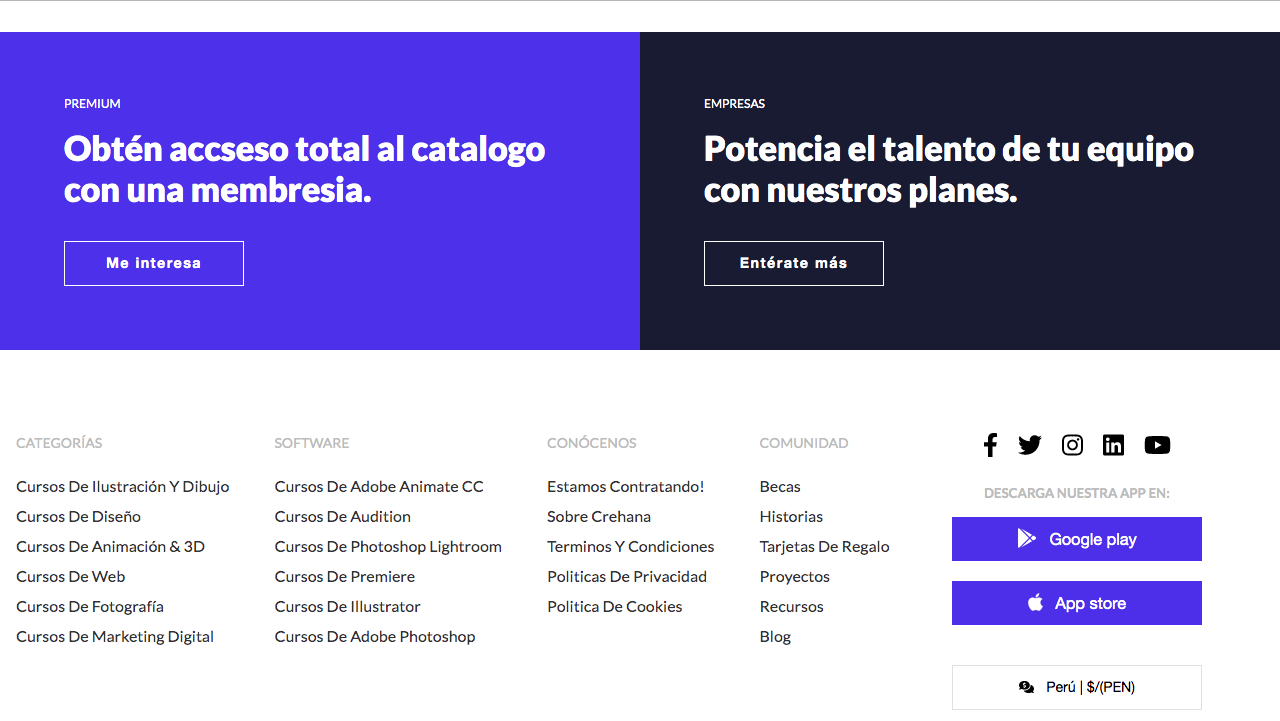 PREMIUM
Obtén accseso total al catalogo
con una membresia.
Me interesa
EMPRESAS
Potencia el talento de tu equipo
con nuestros planes.
Entérate más
CATEGORÍAS
Cursos De Ilustración Y Dibujo
Cursos De Diseño
Cursos De Animación & 3D
Cursos De Web
Cursos De Fotografía
Cursos De Marketing Digital
SOFTWARE
Cursos De Adobe Animate CC
Cursos De Audition
Cursos De Photoshop Lightroom
Cursos De Premiere
Cursos De Illustrator
Cursos De Adobe Photoshop
CONÓCENOS
Estamos Contratando!
Sobre Crehana
Terminos Y Condiciones
Politicas De Privacidad
Politica De Cookies
COMUNIDAD
Becas
Historias
Tarjetas De Regalo
Proyectos
Recursos
Blog
DESCARGA NUESTRA APP EN:
Google play
App store
Perú | $/(PEN)